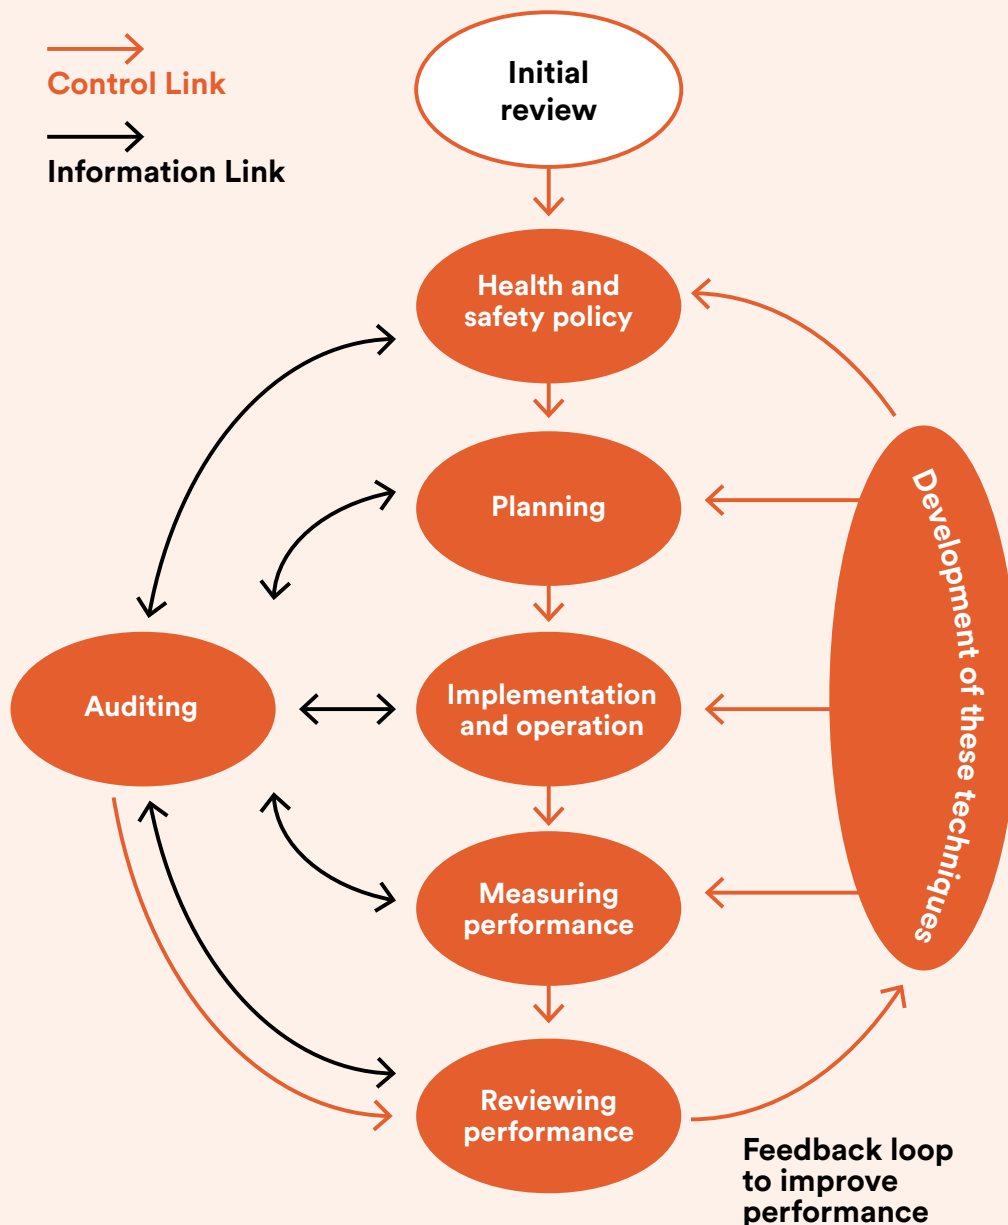 Control Link
Information Link
Initial
review
Health and
safety policy
Planning
Auditing
Implementation
and operation
Development of these techniques
Measuring
performance
Reviewing
performance
Feedback loop
to improve
performance